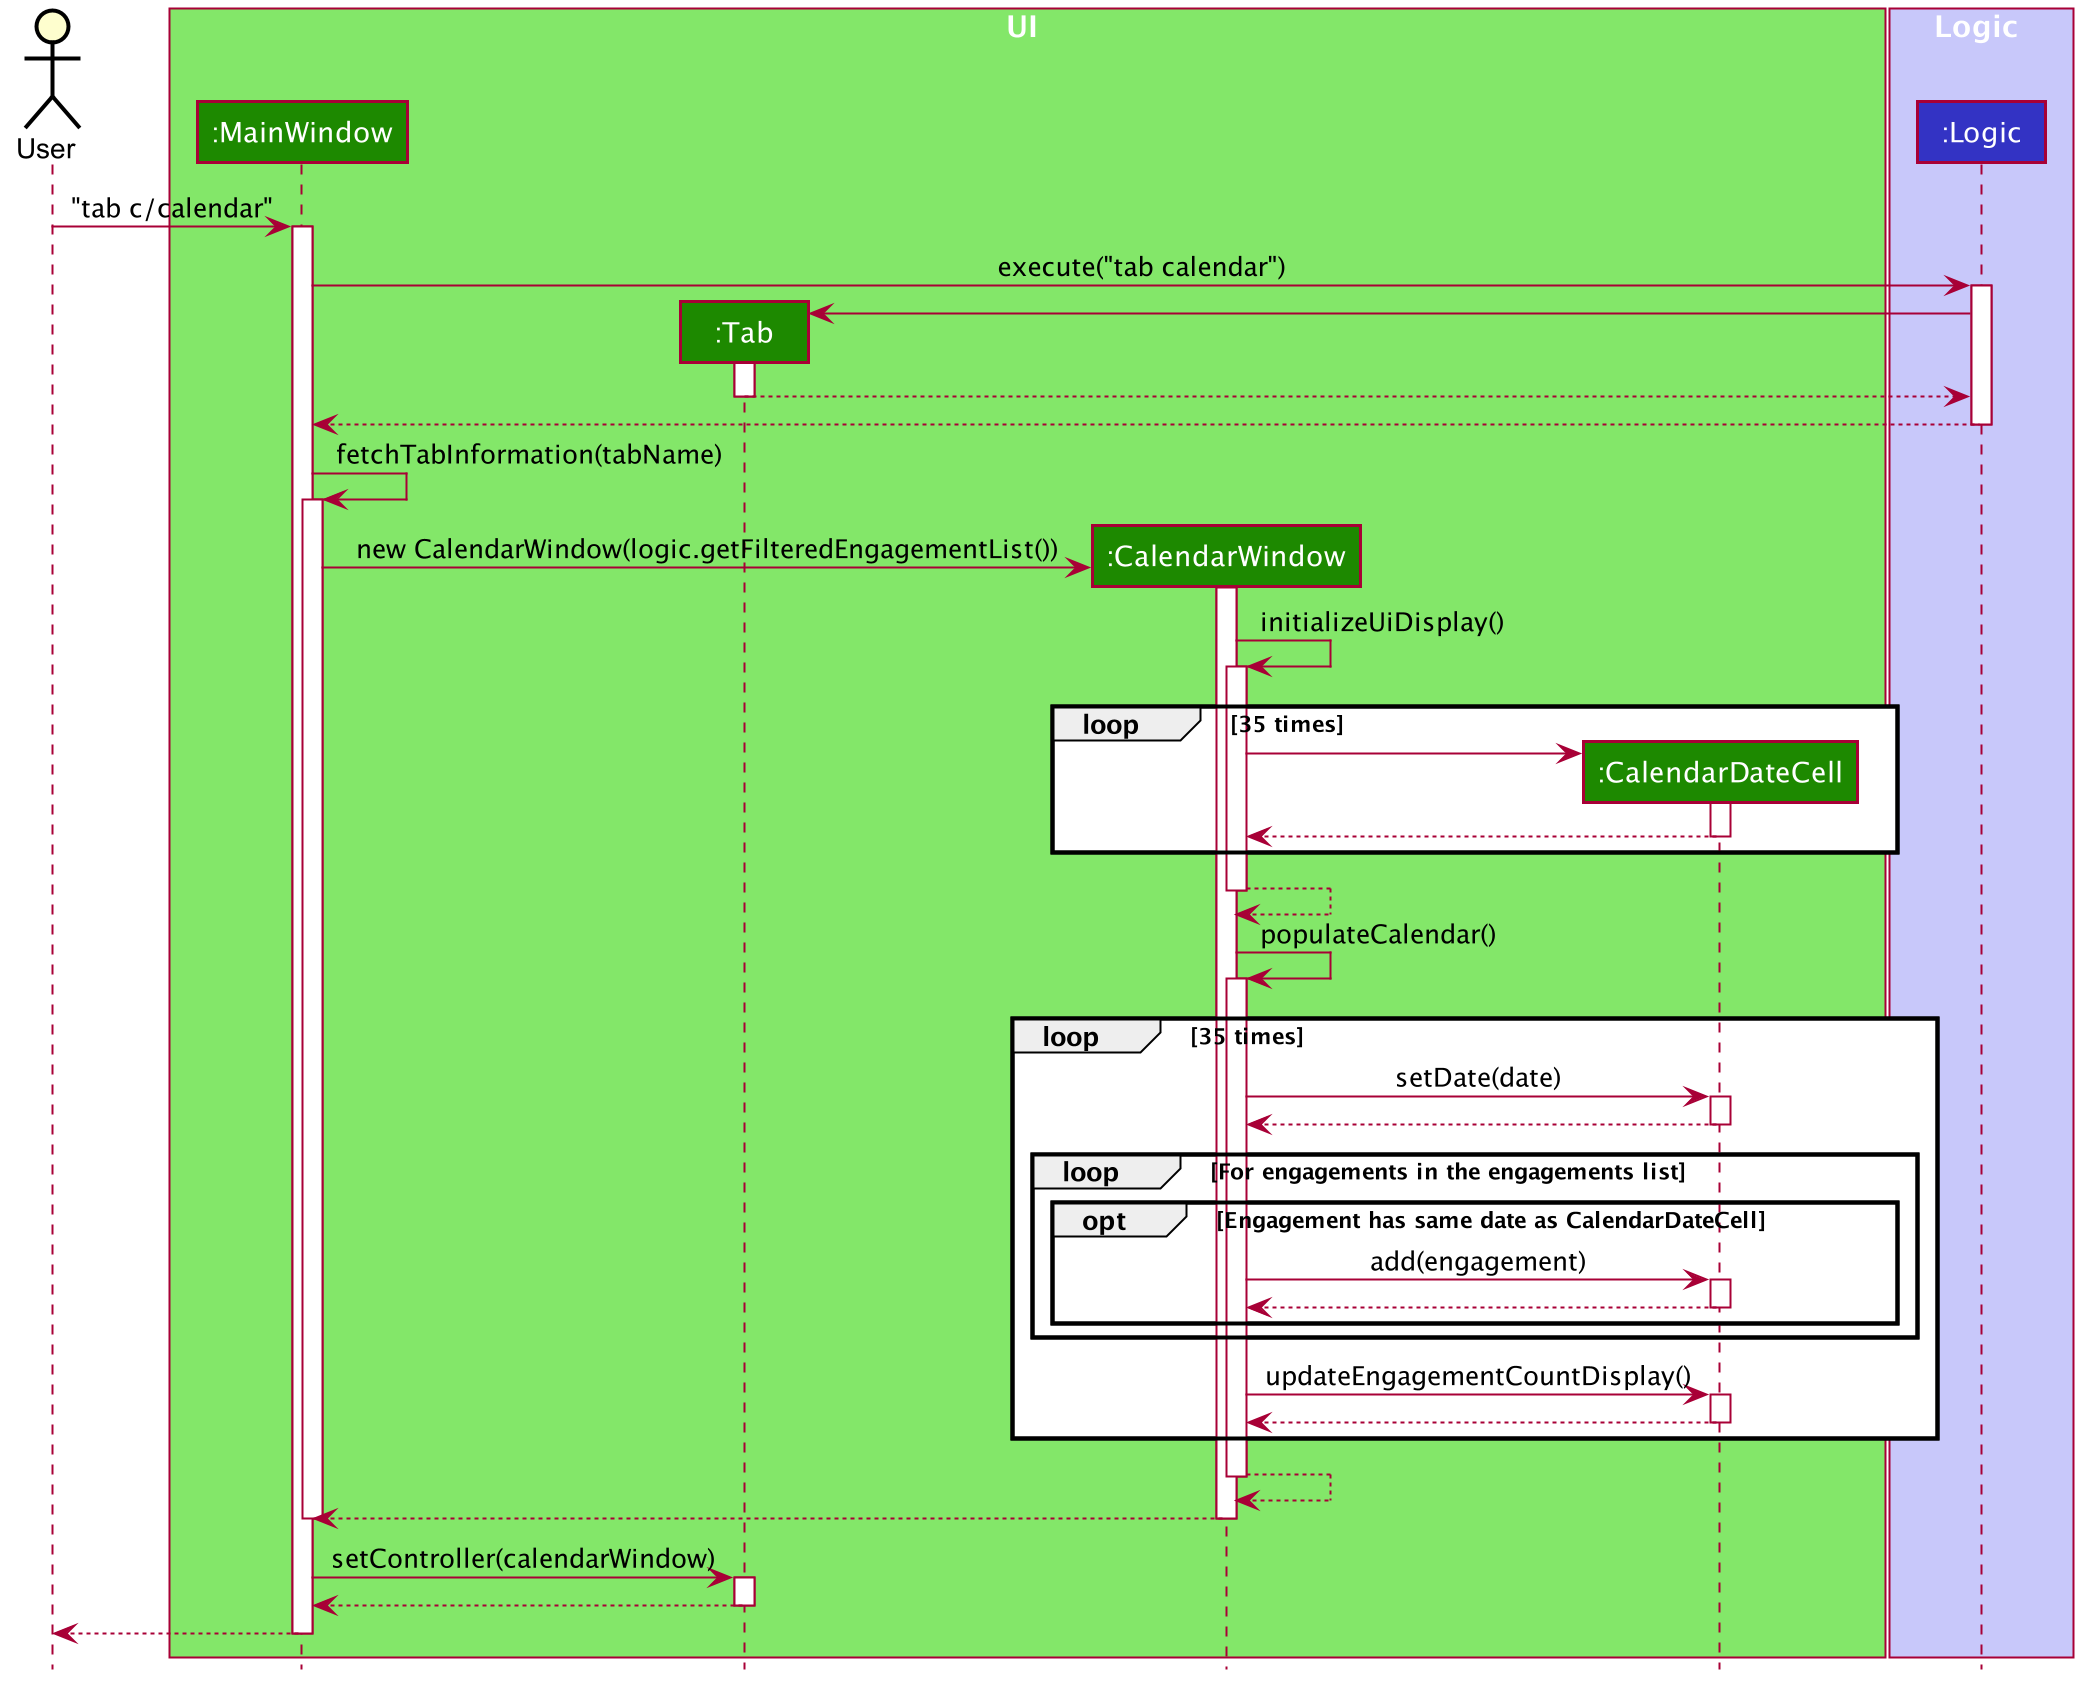 UI
Logic
User
:MainWindow
:Logic
"tab c/calendar"
execute("tab calendar")
:Tab
fetchTabInformation(tabName)
new CalendarWindow(logic.getFilteredEngagementList())
:CalendarWindow
initializeUiDisplay()
loop
[35 times]
:CalendarDateCell
populateCalendar()
loop
[35 times]
setDate(date)
loop
[For engagements in the engagements list]
opt
[Engagement has same date as CalendarDateCell]
add(engagement)
updateEngagementCountDisplay()
setController(calendarWindow)